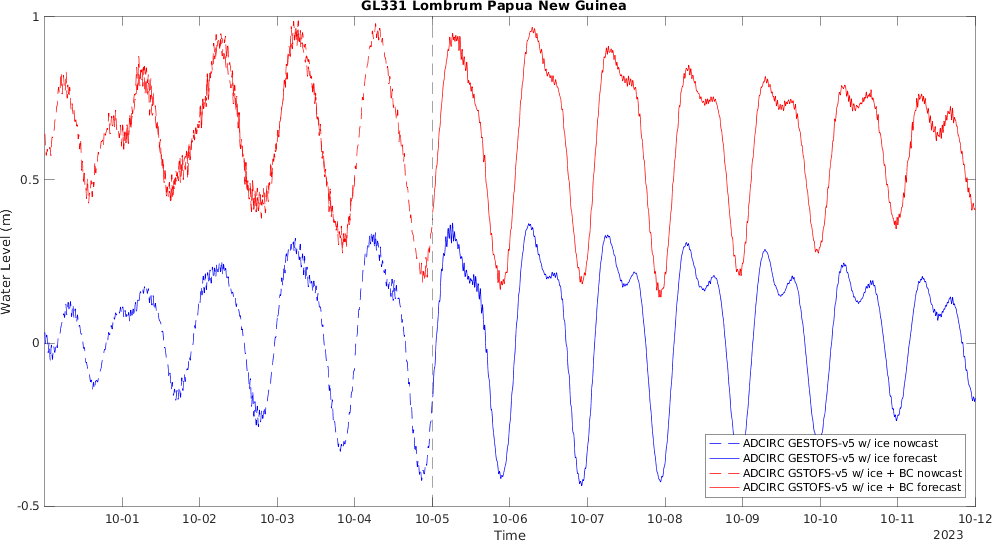 GL331 Lombrum Papua New Guinea
1
0.5
0
-0.5
Water Level (m)
ADCIRC GESTOFS-v5 w/ ice nowcast
ADCIRC GESTOFS-v5 w/ ice forecast
ADCIRC GSTOFS-v5 w/ ice + BC nowcast
ADCIRC GSTOFS-v5 w/ ice + BC forecast
10-01 10-02 10-03 10-04 10-05 10-06 10-07 10-08 10-09 10-10 10-11 10-12
Time
2023